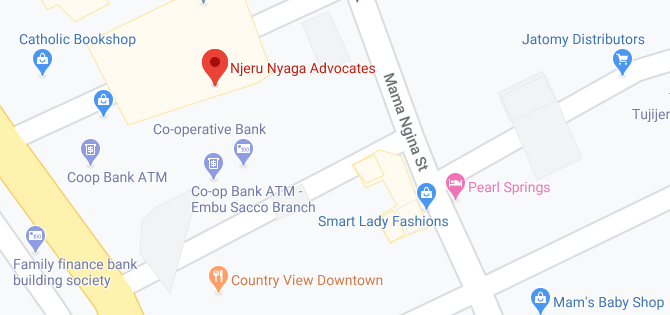 Catholic Bookshop
Jatomy Distributors
Njeru Nyaga Advocates
Mama Ngina St
Tujijen
Co-operative Bank
Coop Bank ATM
Co-op Bank ATM -
Embu Sacco Branch
Pearl Springs
Smart Lady Fashions
Family finance bank
building society
Country View Downtown
Mam's Baby Shop